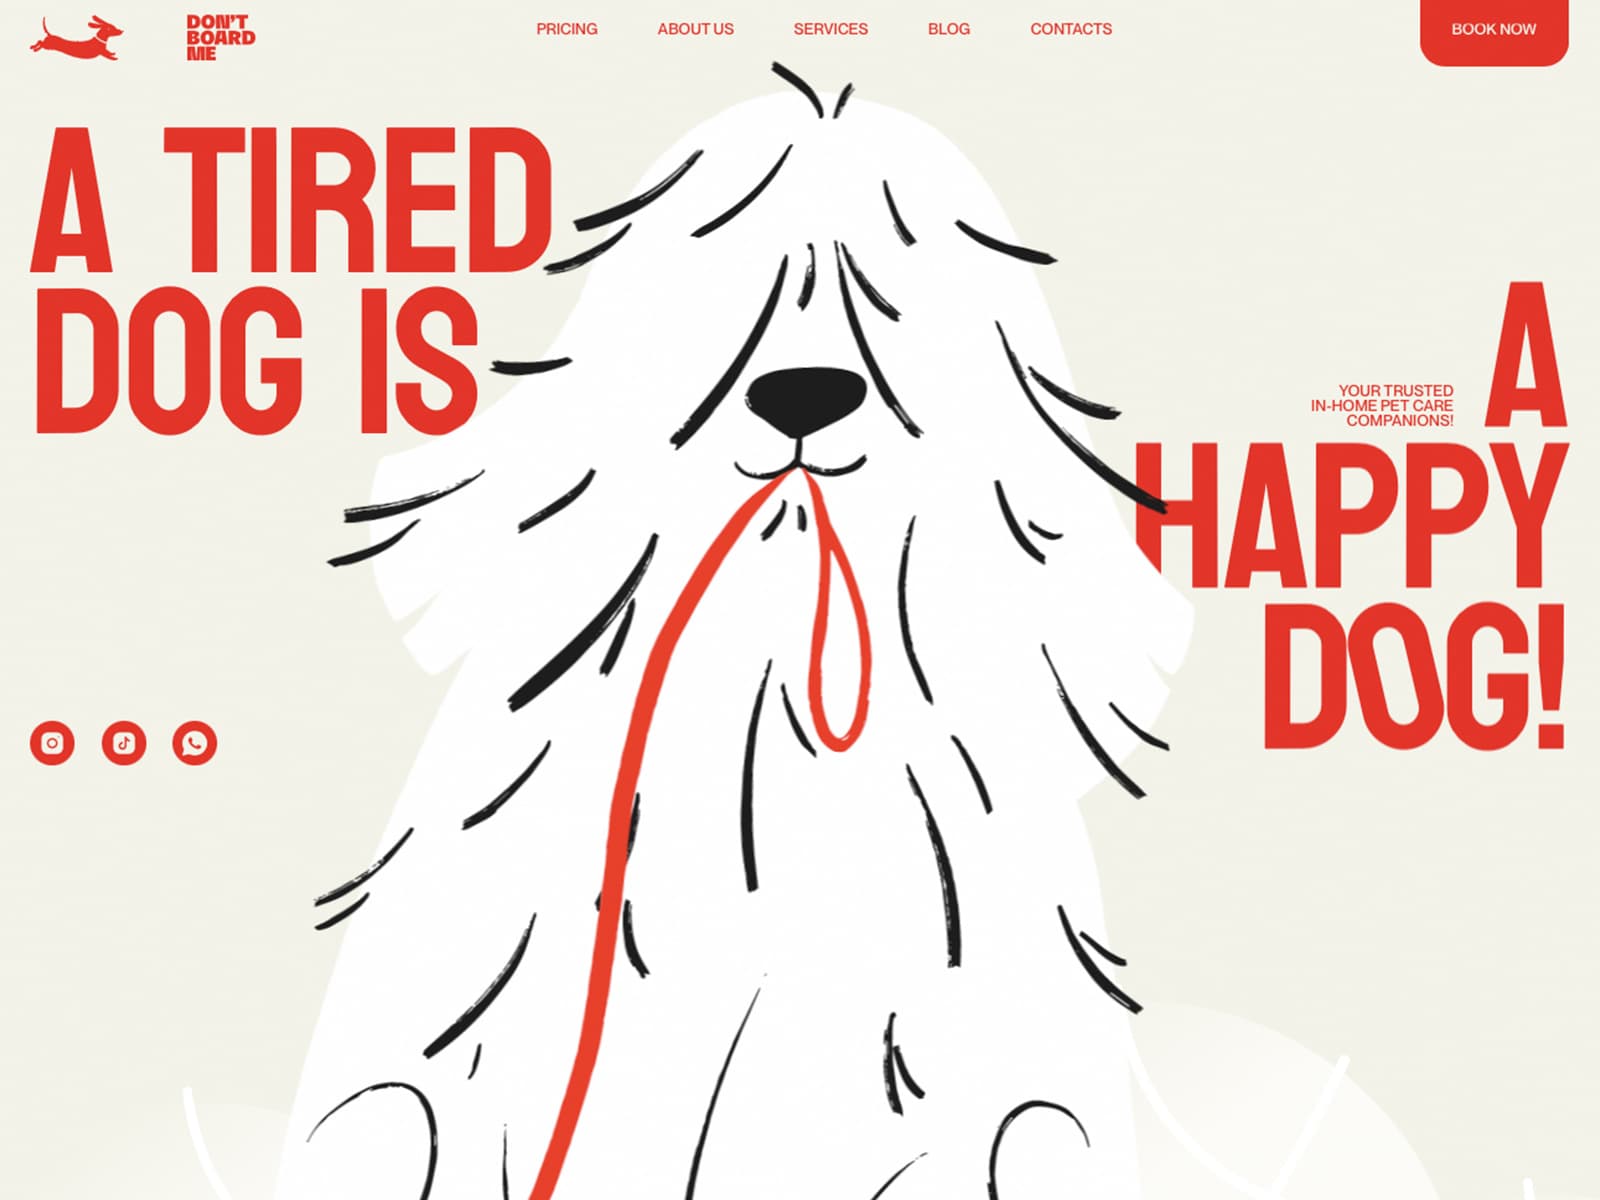 DON'T
BOARD
ME
PRICING
ABOUT US
SERVICES
BLOG
CONTACTS
BOOK NOW
A TIRED
DOG IS
YOUR TRUSTED
IN-HOME PET CARE
COMPANIONS!
A
HAPPY
DOG!